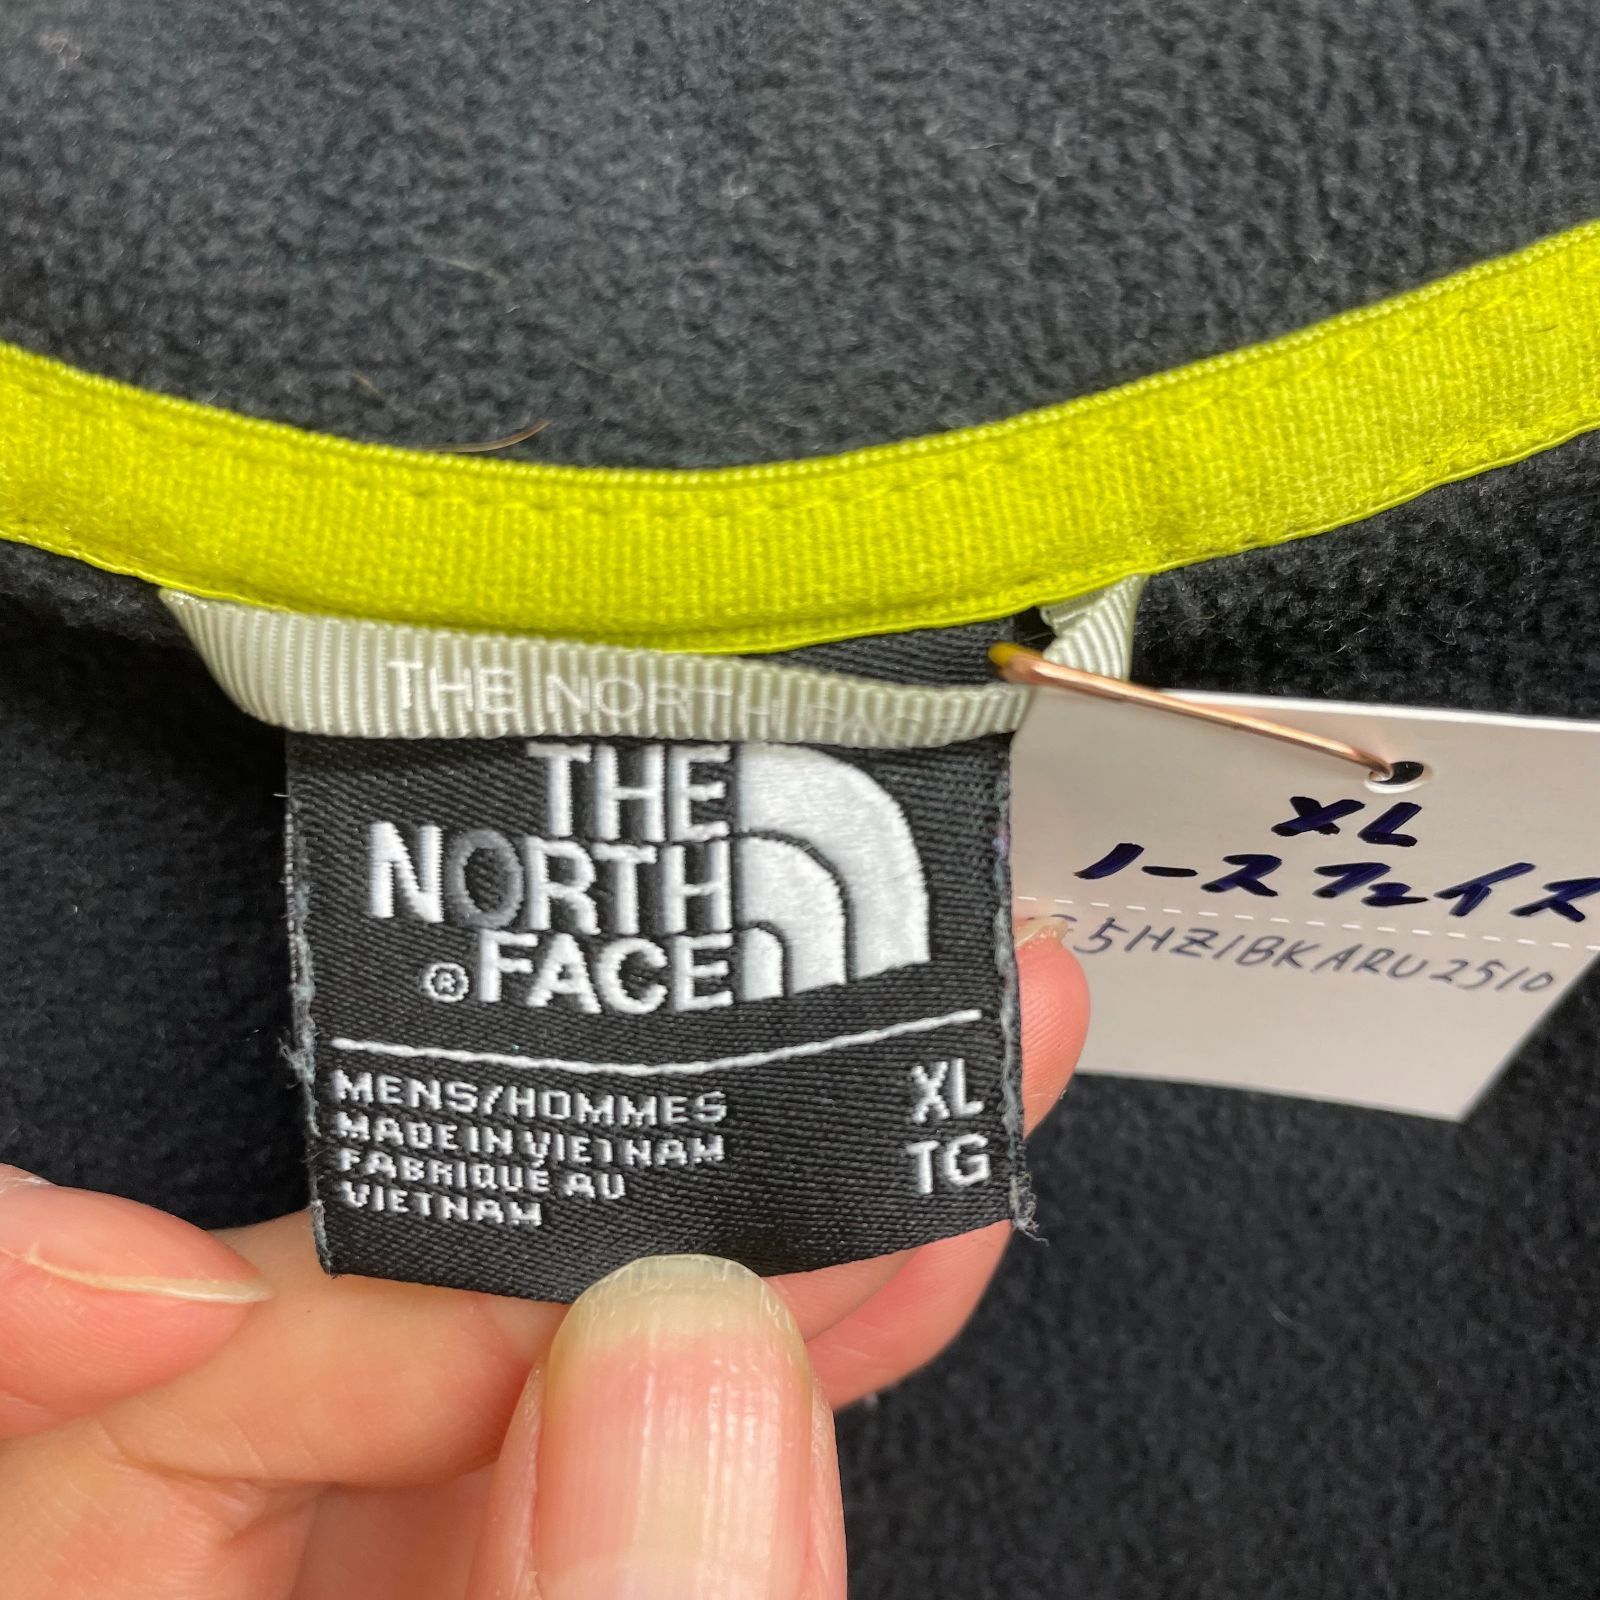 THE NORTH FACE
THE
NORTH
®FACE
MENS/HOMMES
MADE IN VIETNAM
FABRIQUÉ AU
VIETNAM
XL
TG
XL
ノースフェイス
5HZ1BKARU2510